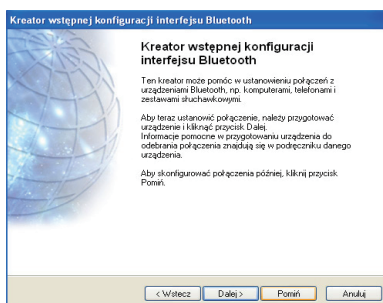 Kreator wstępnej konfiguracji interfejsu Bluetooth
Kreator wstępnej konfiguracji
interfejsu Bluetooth
Ten kreator może pomóc w ustanowieniu połączeń z
urządzeniami Bluetooth, np. komputerami, telefonami i
zestawami słuchawkowymi.
Aby teraz ustanowić połączenie, należy przygotować
urządzenie i kliknąć przycisk Dalej.
Informacje pomocne w przygotowaniu urządzenia do
odebrania połączenia znajdują się w podręczniku danego
urządzenia.
Aby skonfigurować połączenia później, kliknij przycisk
Pomiń.
< Wstecz Dalej > Pomiń Anuluj